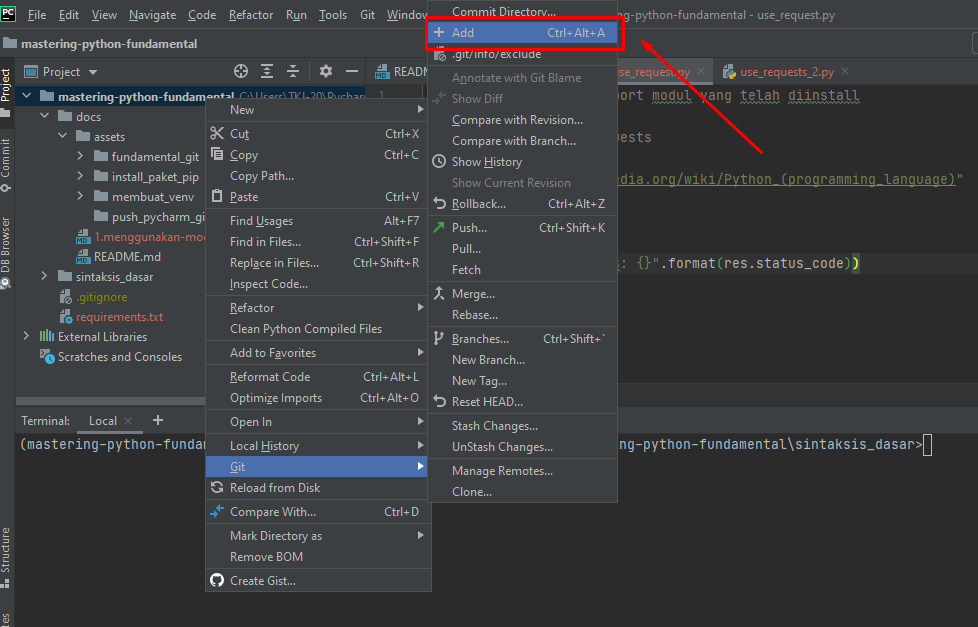 PC File Edit View Navigate Code Refactor Run Tools Git Window
-python-fundamental - use_request.py
mastering-python-fundamental
Project
README
use_request.py
use_requests_2.py
mastering-python-fundamental C:\Users\TKJ-20\Pycharm
docs
assets
fundamental_git
install_paket_pip
membuat_venv
push_pycharm_gi
1.menggunakan-mo
README.md
sintaksis_dasar
.gitignore
requirements.txt
External Libraries
Scratches and Consoles
Project
Commit
DB Browser
Structure
New
Cut Ctrl+X
Copy Ctrl+C
Copy Path...
Paste Ctrl+V
Find Usages Alt+F7
Find in Files... Ctrl+Shift+F
Replace in Files... Ctrl+Shift+R
Inspect Code...
Refactor
Clean Python Compiled Files
Add to Favorites
Reformat Code Ctrl+Alt+L
Optimize Imports Ctrl+Alt+O
Open In
Local History
Git
Reload from Disk
Compare With... Ctrl+D
Mark Directory as
Remove BOM
Create Gist...
Commit Directory...
Add Ctrl+Alt+A
.git/info/exclude
Annotate with Git Blame
Show Diff
Compare with Revision...
Compare with Branch...
Show History
Show Current Revision
Rollback... Ctrl+Alt+Z
Push... Ctrl+Shift+K
Pull...
Fetch
Merge...
Rebase...
Branches... Ctrl+Shift+`
New Branch...
New Tag...
Reset HEAD...
Stash Changes...
UnStash Changes...
Manage Remotes...
Clone...
1
port modul yang telah diinstall
uests
edia.org/wiki/Python_(programming_language)"
: {}".format(res.status_code))
Terminal: Local
(mastering-python-funda
ng-python-fundamental\sintaksis_dasar>